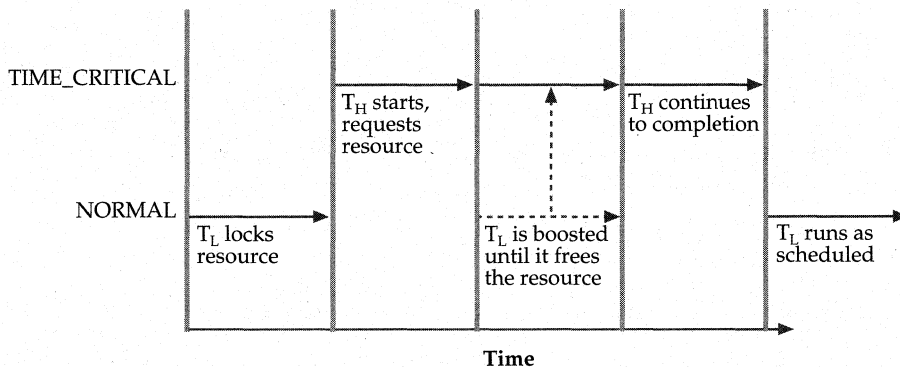 TIME_CRITICAL
T_H starts,
requests
resource
T_H continues
to completion
NORMAL
T_L locks
resource
T_L is boosted
until it frees
the resource
T_L runs as
scheduled
Time